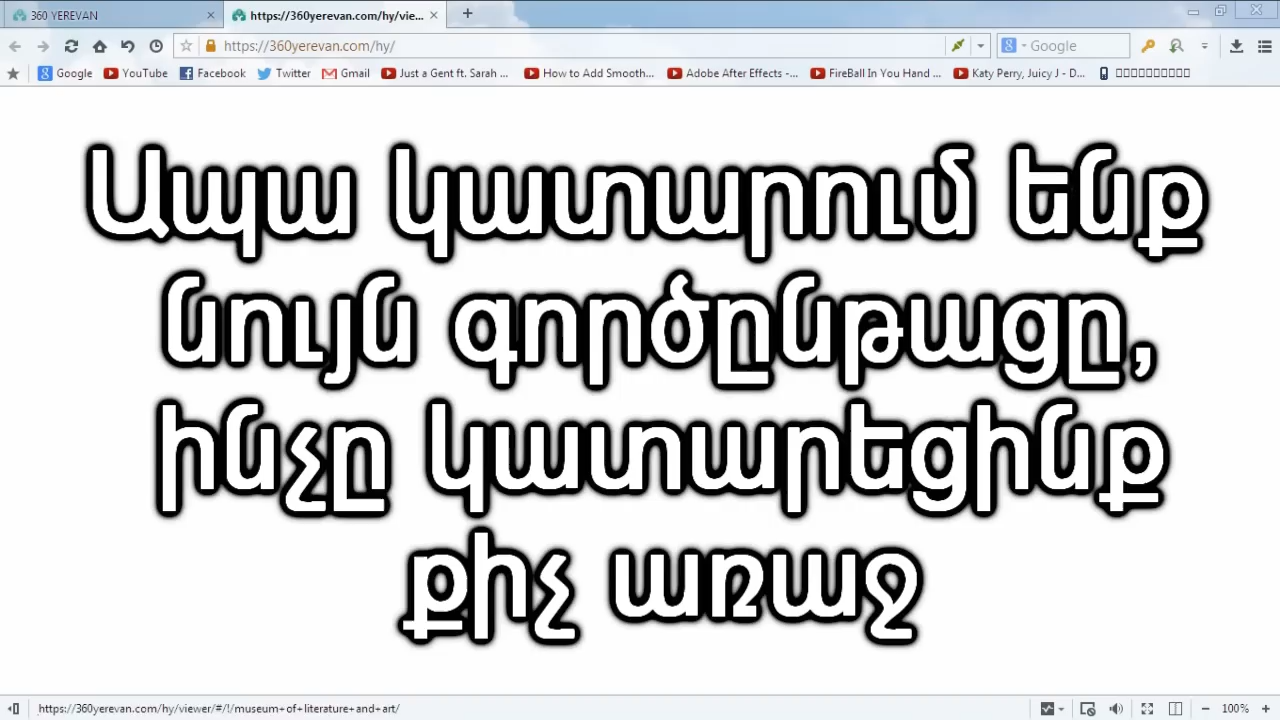 360 YEREVAN
https://360yerevan.com/hy/vie...
https://360yerevan.com/hy/
Google
Google
YouTube
Facebook
Twitter
Gmail
Just a Gent ft. Sarah ...
How to Add Smooth...
Adobe After Effects -...
FireBall In You Hand ...
Katy Perry, Juicy J - D...
Ապա կատարում ենք
նույն գործընթացը,
ինչը կատարեցինք
քիչ առաջ
https://360yerevan.com/hy/viewer/#/!/museum+of+literature+and+art/
100%